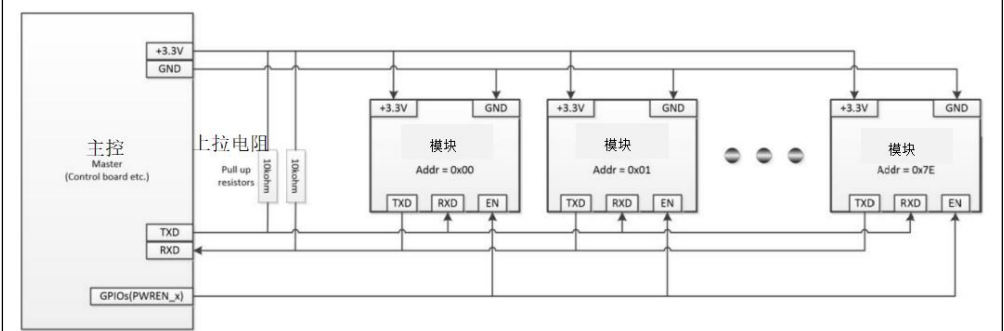 +3.3V
GND
主控
Master
(Control board etc.)
上拉电阻
Pull up
resistors
10kohm
10kohm
TXD
RXD
GPIOs(PWREN_x)
+3.3V
GND
模块
Addr = 0x00
TXD
RXD
EN
+3.3V
GND
模块
Addr = 0x01
TXD
RXD
EN
+3.3V
GND
模块
Addr = 0x7E
TXD
RXD
EN